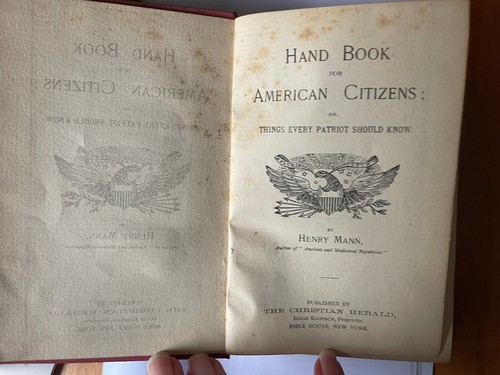 HAND BOOK
FOR
AMERICAN CITIZENS;
OR,
THINGS EVERY PATRIOT SHOULD KNOW.
BY
HENRY MANN,
Author of "Ancient and Mediæval Republics."
PUBLISHED BY
THE CHRISTIAN HERALD,
LOUIS KLOPSCH, Proprietor.
BIBLE HOUSE, NEW YORK.